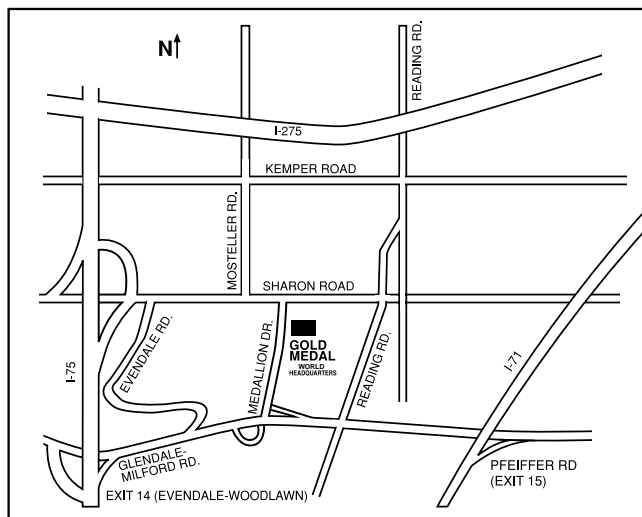 N
READING RD.
I-275
KEMPER ROAD
MOSTELLER RD.
SHARON ROAD
I-75
EVENDALE RD.
MEDALLION DR.
GOLD
MEDAL
WORLD
HEADQUARTERS
READING RD.
I-71
GLENDALE-
MILFORD RD.
PFEIFFER RD
(EXIT 15)
EXIT 14 (EVENDALE-WOODLAWN)